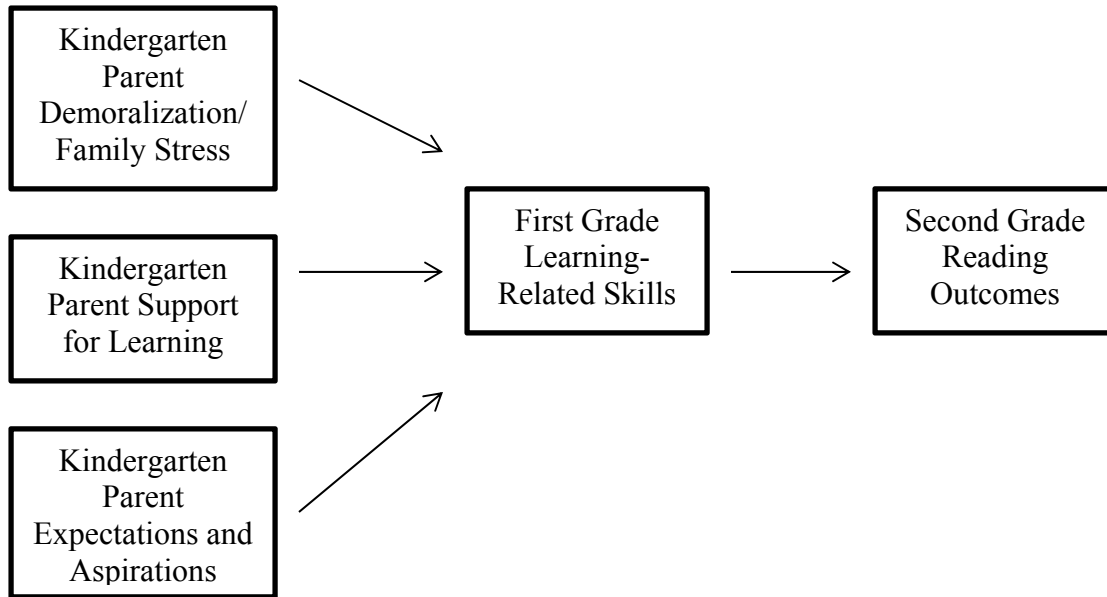 Kindergarten
Parent
Demoralization/
Family Stress
Kindergarten
Parent Support
for Learning
Kindergarten
Parent
Expectations and
Aspirations
First Grade
Learning-
Related Skills
Second Grade
Reading
Outcomes